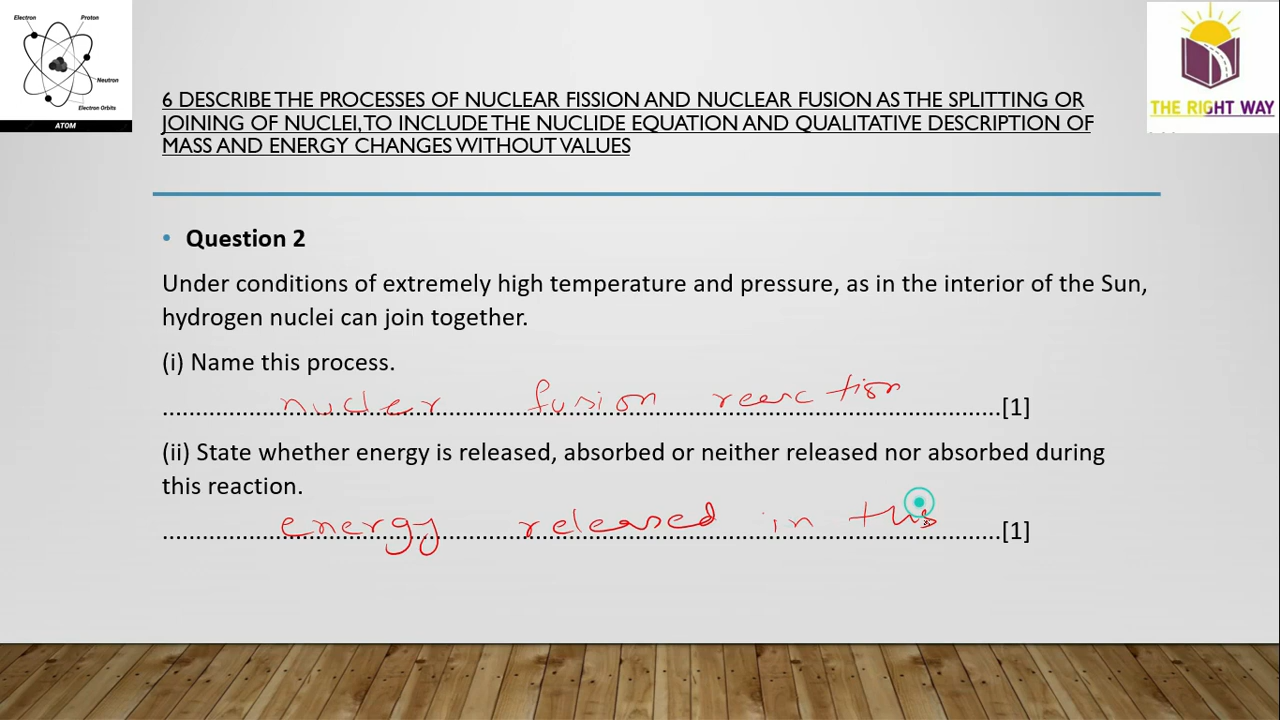 Electron
Proton
Neutron
Electron Orbits
ATOM
THE RIGHT WAY
6 DESCRIBE THE PROCESSES OF NUCLEAR FISSION AND NUCLEAR FUSION AS THE SPLITTING OR
JOINING OF NUCLEI, TO INCLUDE THE NUCLIDE EQUATION AND QUALITATIVE DESCRIPTION OF
MASS AND ENERGY CHANGES WITHOUT VALUES
• Question 2
Under conditions of extremely high temperature and pressure, as in the interior of the Sun,
hydrogen nuclei can join together.
(i) Name this process.
nucler fusion reaction
[1]
(ii) State whether energy is released, absorbed or neither released nor absorbed during
this reaction.
energy released in this
[1]